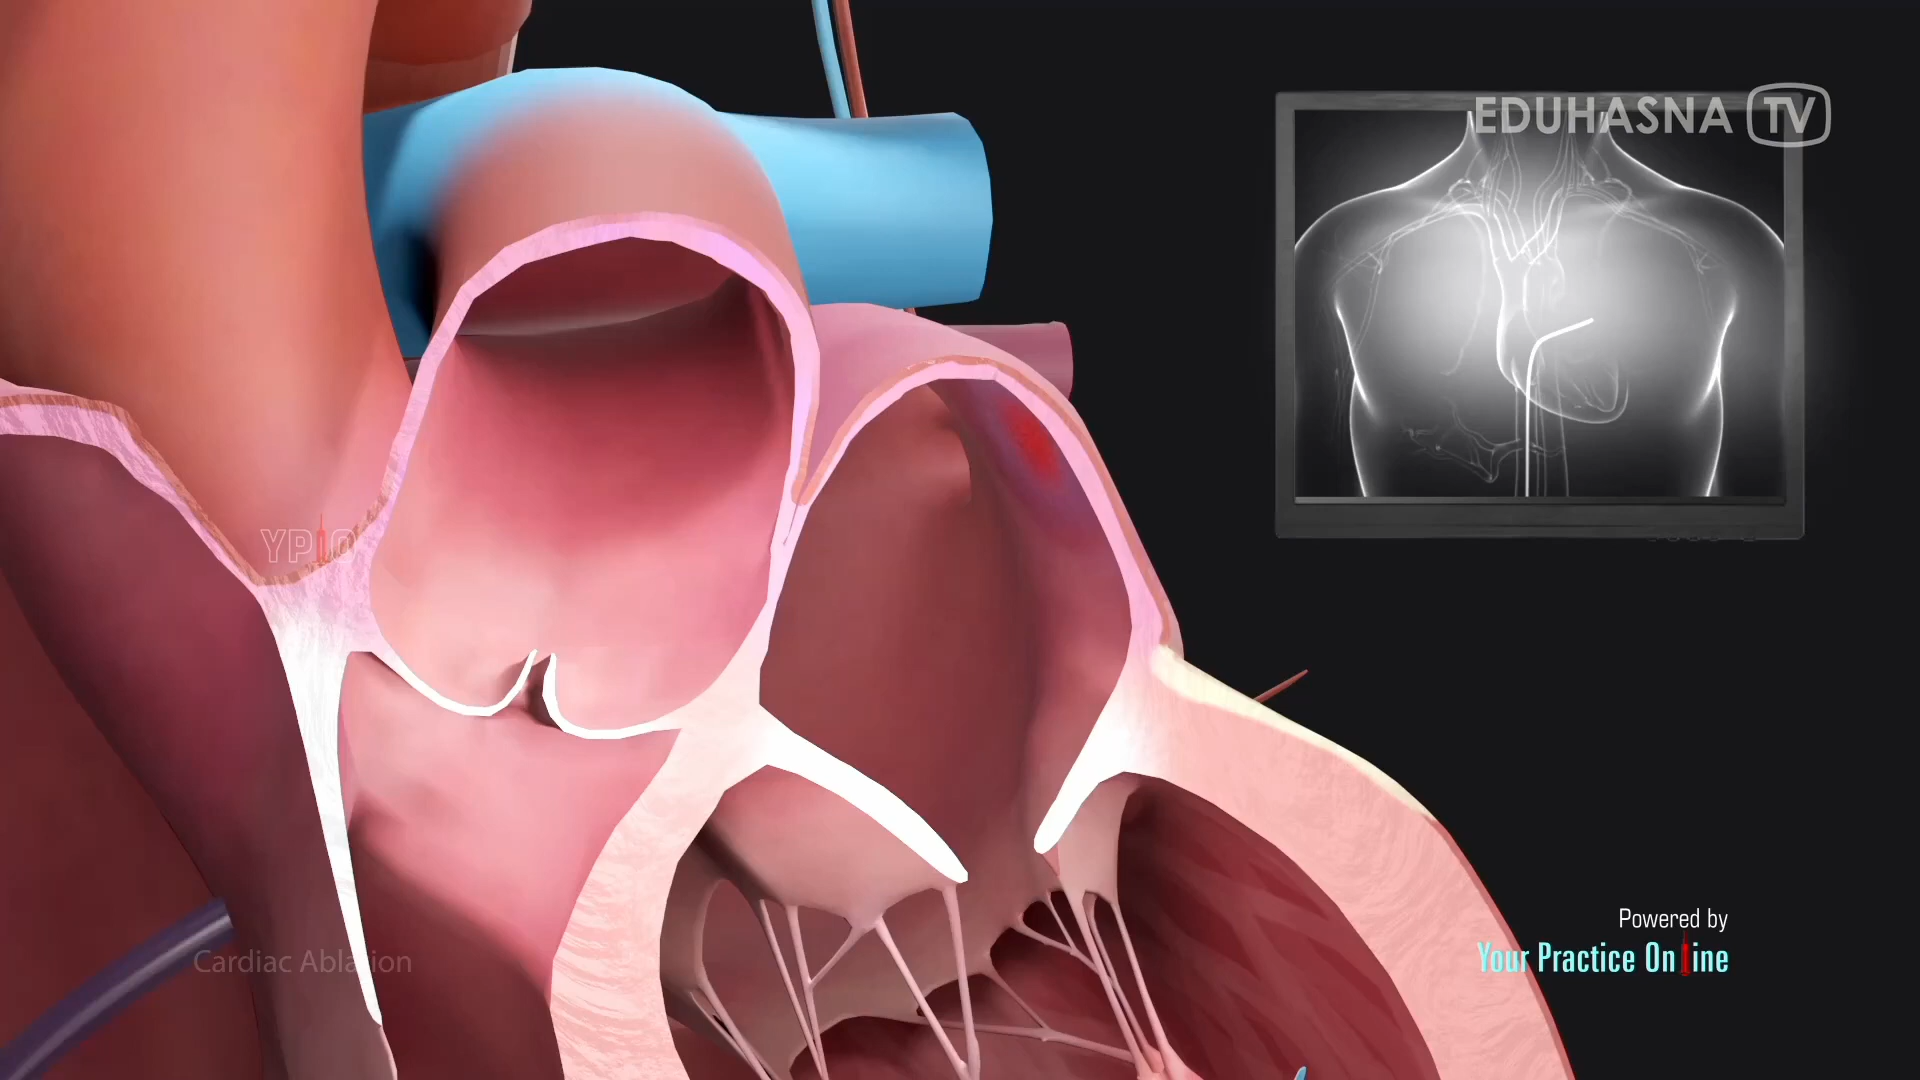 EDUHASNA TV
YPO
Cardiac Ablation
Powered by
Your Practice Online